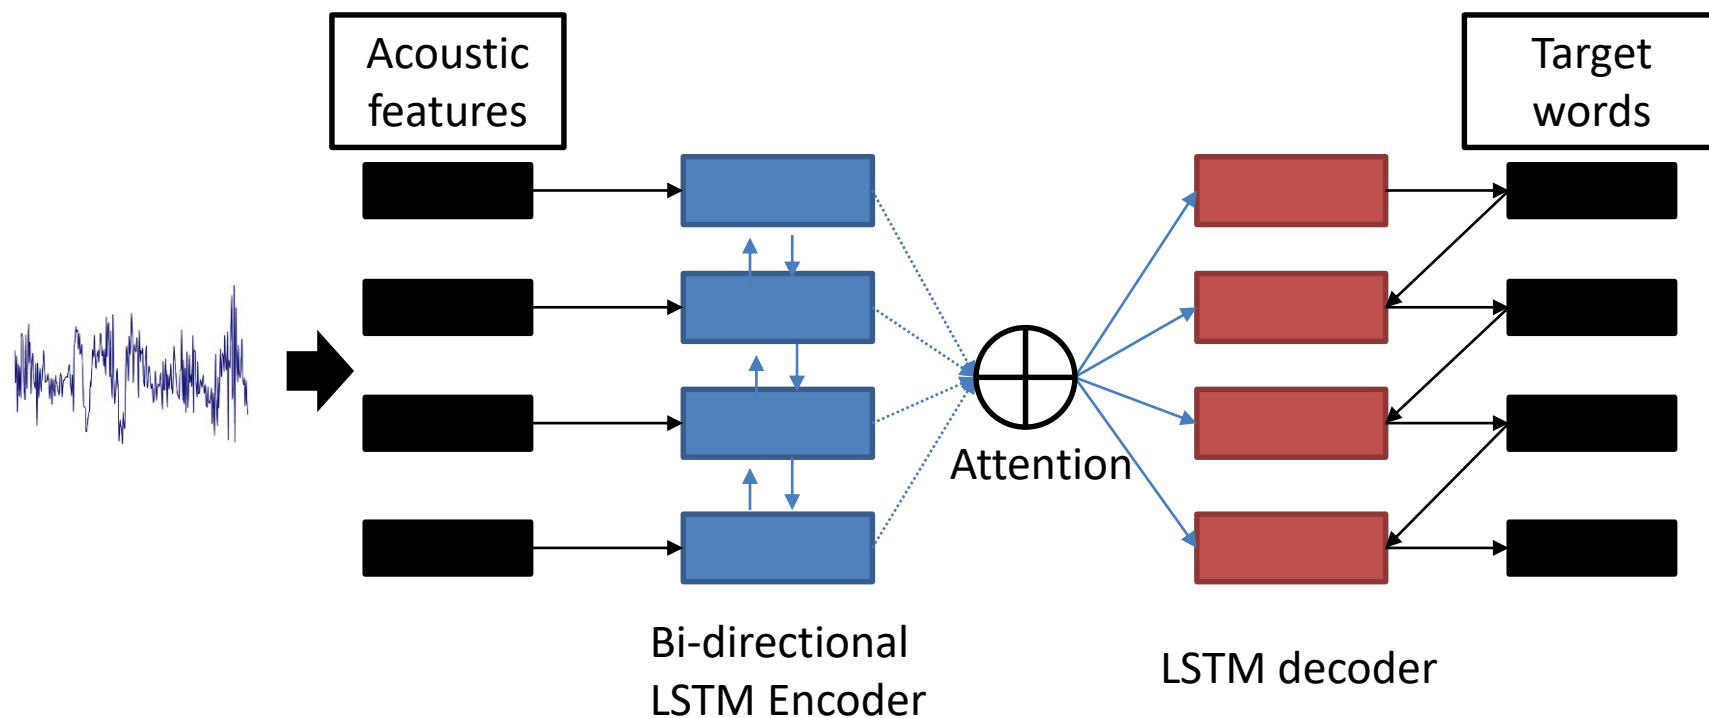 Acoustic
features
Target
words
Attention
Bi-directional
LSTM Encoder
LSTM decoder